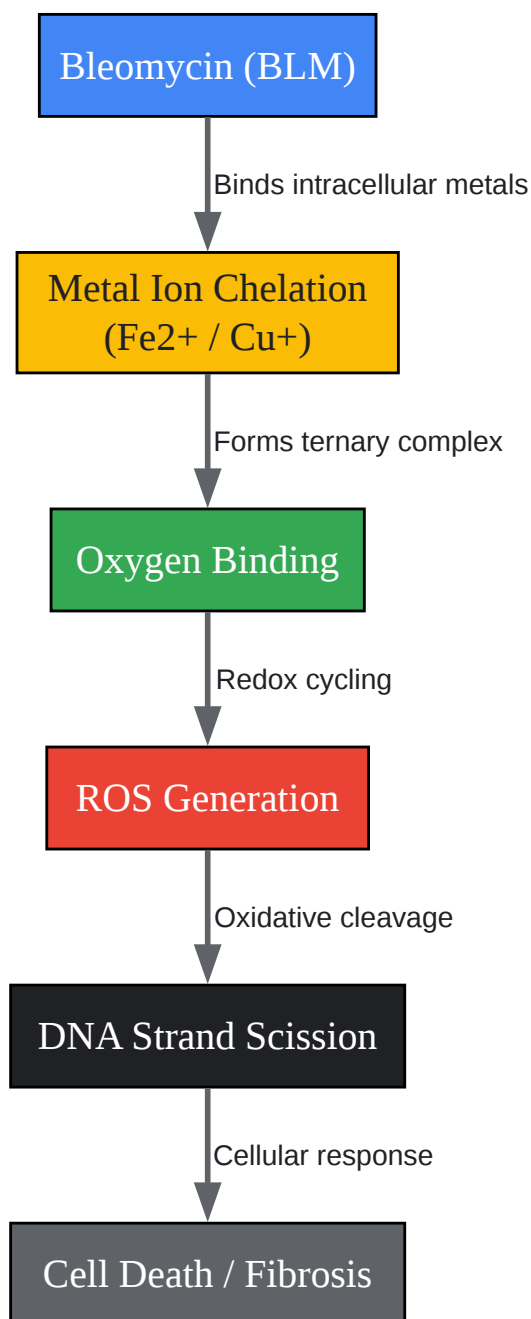 Bleomycin (BLM)
Binds intracellular metals
Metal Ion Chelation
(Fe2+ / Cu+)
Forms ternary complex
Oxygen Binding
Redox cycling
ROS Generation
Oxidative cleavage
DNA Strand Scission
Cellular response
Cell Death / Fibrosis